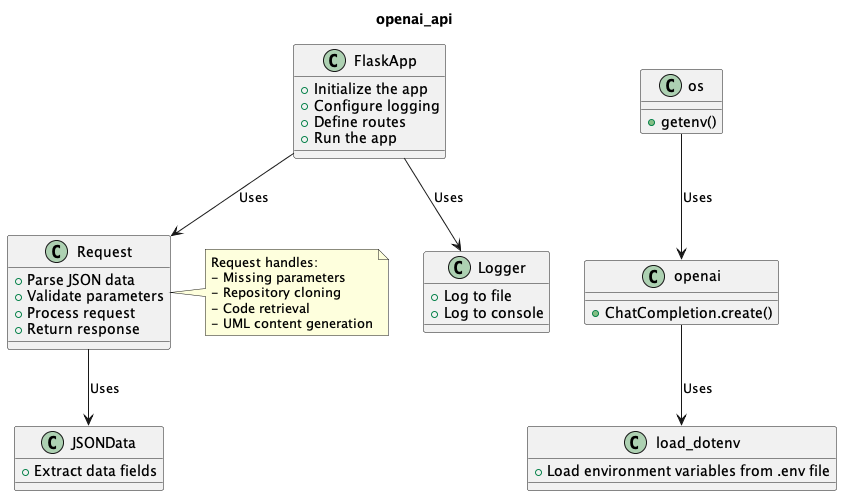 openai_api
C FlaskApp
Initialize the app
Configure logging
Define routes
Run the app
C os
getenv()
Uses
Uses
Uses
C Request
Parse JSON data
Validate parameters
Process request
Return response
Request handles:
- Missing parameters
- Repository cloning
- Code retrieval
- UML content generation
C Logger
Log to file
Log to console
C openai
ChatCompletion.create()
Uses
Uses
C JSONData
Extract data fields
C load_dotenv
Load environment variables from .env file